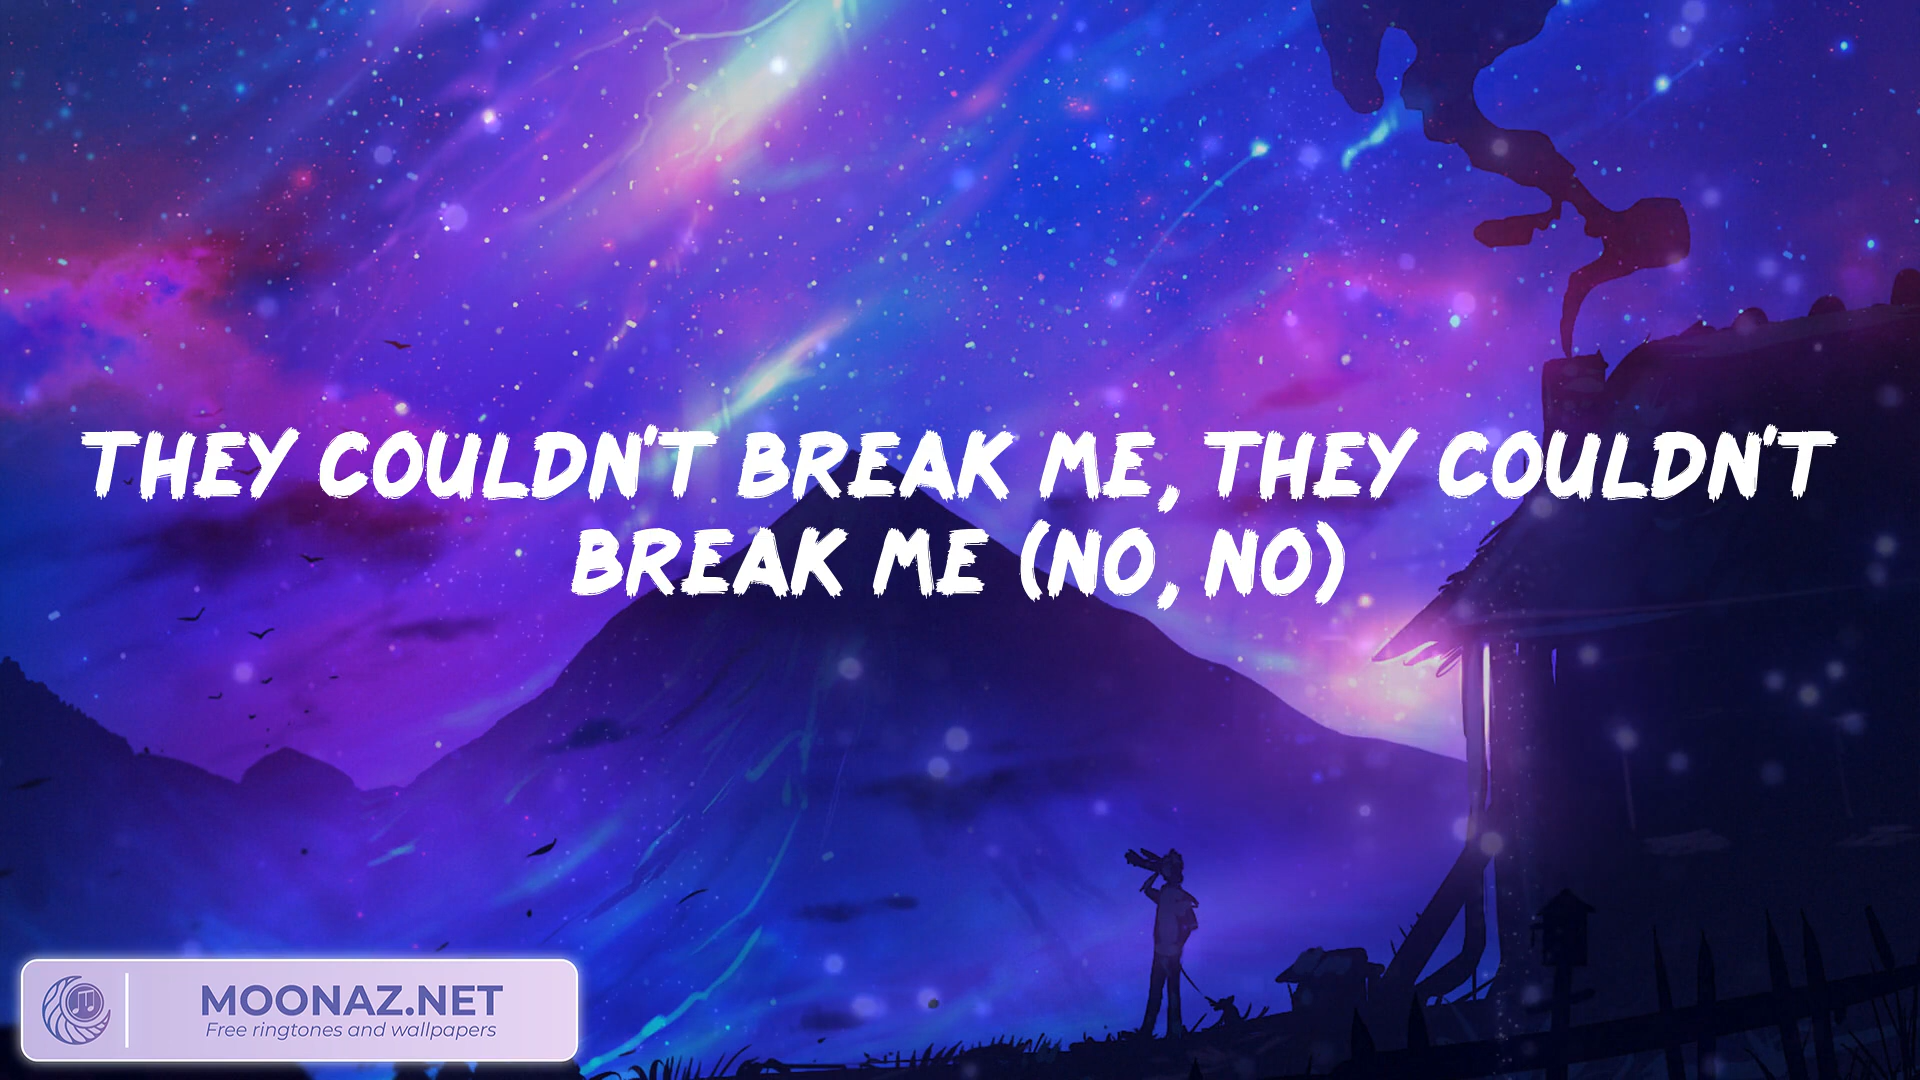 THEY COULDN'T BREAK ME, THEY COULDN'T
BREAK ME (NO, NO)
MOONAZ.NET
Free ringtones and wallpapers